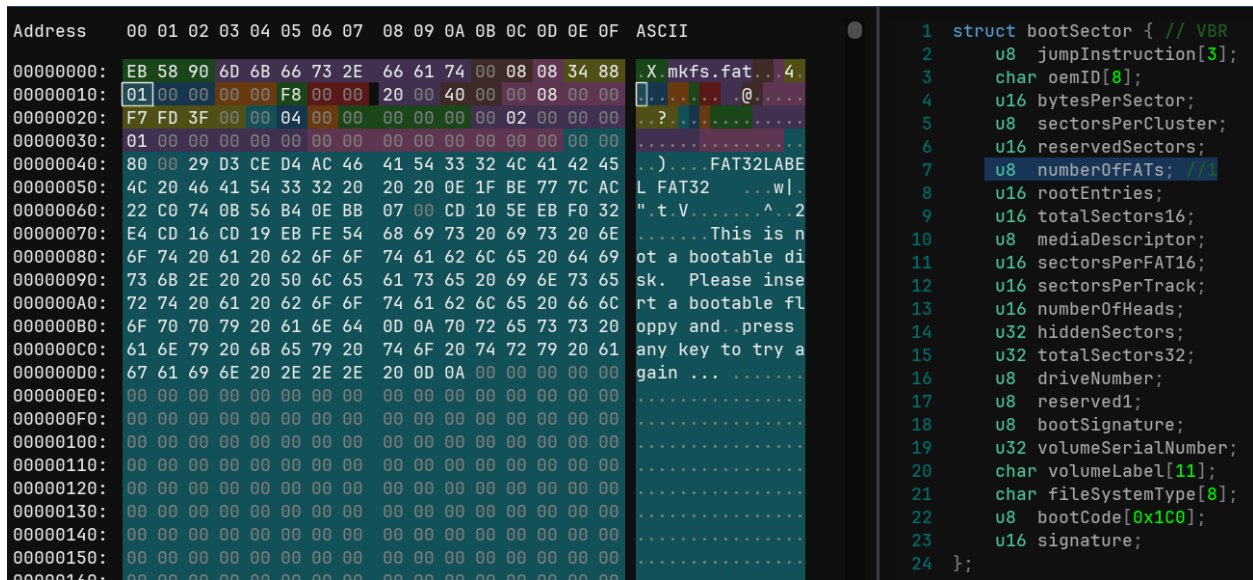 Address 00 01 02 03 04 05 06 07 08 09 0A 0B 0C 0D 0E 0F ASCII
00000000: EB 58 90 6D 6B 66 73 2E 66 61 74 00 08 08 34 88 .X.mkfs.fat...4.
00000010: 01 00 00 00 00 F8 00 00 20 00 40 00 00 08 00 00 ........ .@.....
00000020: F7 FD 3F 00 00 04 00 00 00 00 00 00 02 00 00 00 ..?.............
00000030: 01 00 00 00 00 00 00 00 00 00 00 00 00 00 00 00 ................
00000040: 80 00 29 D3 CE D4 AC 46 41 54 33 32 4C 41 42 45 ..)....FAT32LABE
00000050: 4C 20 46 41 54 33 32 20 20 20 0E 1F BE 77 7C AC L FAT32   ...w|.
00000060: 22 C0 74 0B 56 B4 0E BB 07 00 CD 10 5E EB F0 32 ".t.V.......^..2
00000070: E4 CD 16 CD 19 EB FE 54 68 69 73 20 69 73 20 6E .......This is n
00000080: 6F 74 20 61 20 62 6F 6F 74 61 62 6C 65 20 64 69 ot a bootable di
00000090: 73 6B 2E 20 20 50 6C 65 61 73 65 20 69 6E 73 65 sk.  Please inse
000000A0: 72 74 20 61 20 62 6F 6F 74 61 62 6C 65 20 66 6C rt a bootable fl
000000B0: 6F 70 70 79 20 61 6E 64 0D 0A 70 72 65 73 73 20 oppy and..press
000000C0: 61 6E 79 20 6B 65 79 20 74 6F 20 74 72 79 20 61 any key to try a
000000D0: 67 61 69 6E 20 2E 2E 2E 20 0D 0A 00 00 00 00 00 gain ... .......
000000E0: 00 00 00 00 00 00 00 00 00 00 00 00 00 00 00 00 ................
000000F0: 00 00 00 00 00 00 00 00 00 00 00 00 00 00 00 00 ................
00000100: 00 00 00 00 00 00 00 00 00 00 00 00 00 00 00 00 ................
00000110: 00 00 00 00 00 00 00 00 00 00 00 00 00 00 00 00 ................
00000120: 00 00 00 00 00 00 00 00 00 00 00 00 00 00 00 00 ................
00000130: 00 00 00 00 00 00 00 00 00 00 00 00 00 00 00 00 ................
00000140: 00 00 00 00 00 00 00 00 00 00 00 00 00 00 00 00 ................
00000150: 00 00 00 00 00 00 00 00 00 00 00 00 00 00 00 00 ................
1 struct bootSector { // VBR
2 u8 jumpInstruction[3];
3 char oemID[8];
4 u16 bytesPerSector;
5 u8 sectorsPerCluster;
6 u16 reservedSectors;
7 u8 numberOfFATs; //1
8 u16 rootEntries;
9 u16 totalSectors16;
10 u8 mediaDescriptor;
11 u16 sectorsPerFAT16;
12 u16 sectorsPerTrack;
13 u16 numberOfHeads;
14 u32 hiddenSectors;
15 u32 totalSectors32;
16 u8 driveNumber;
17 u8 reserved1;
18 u8 bootSignature;
19 u32 volumeSerialNumber;
20 char volumeLabel[11];
21 char fileSystemType[8];
22 u8 bootCode[0x1C0];
23 u16 signature;
24 };